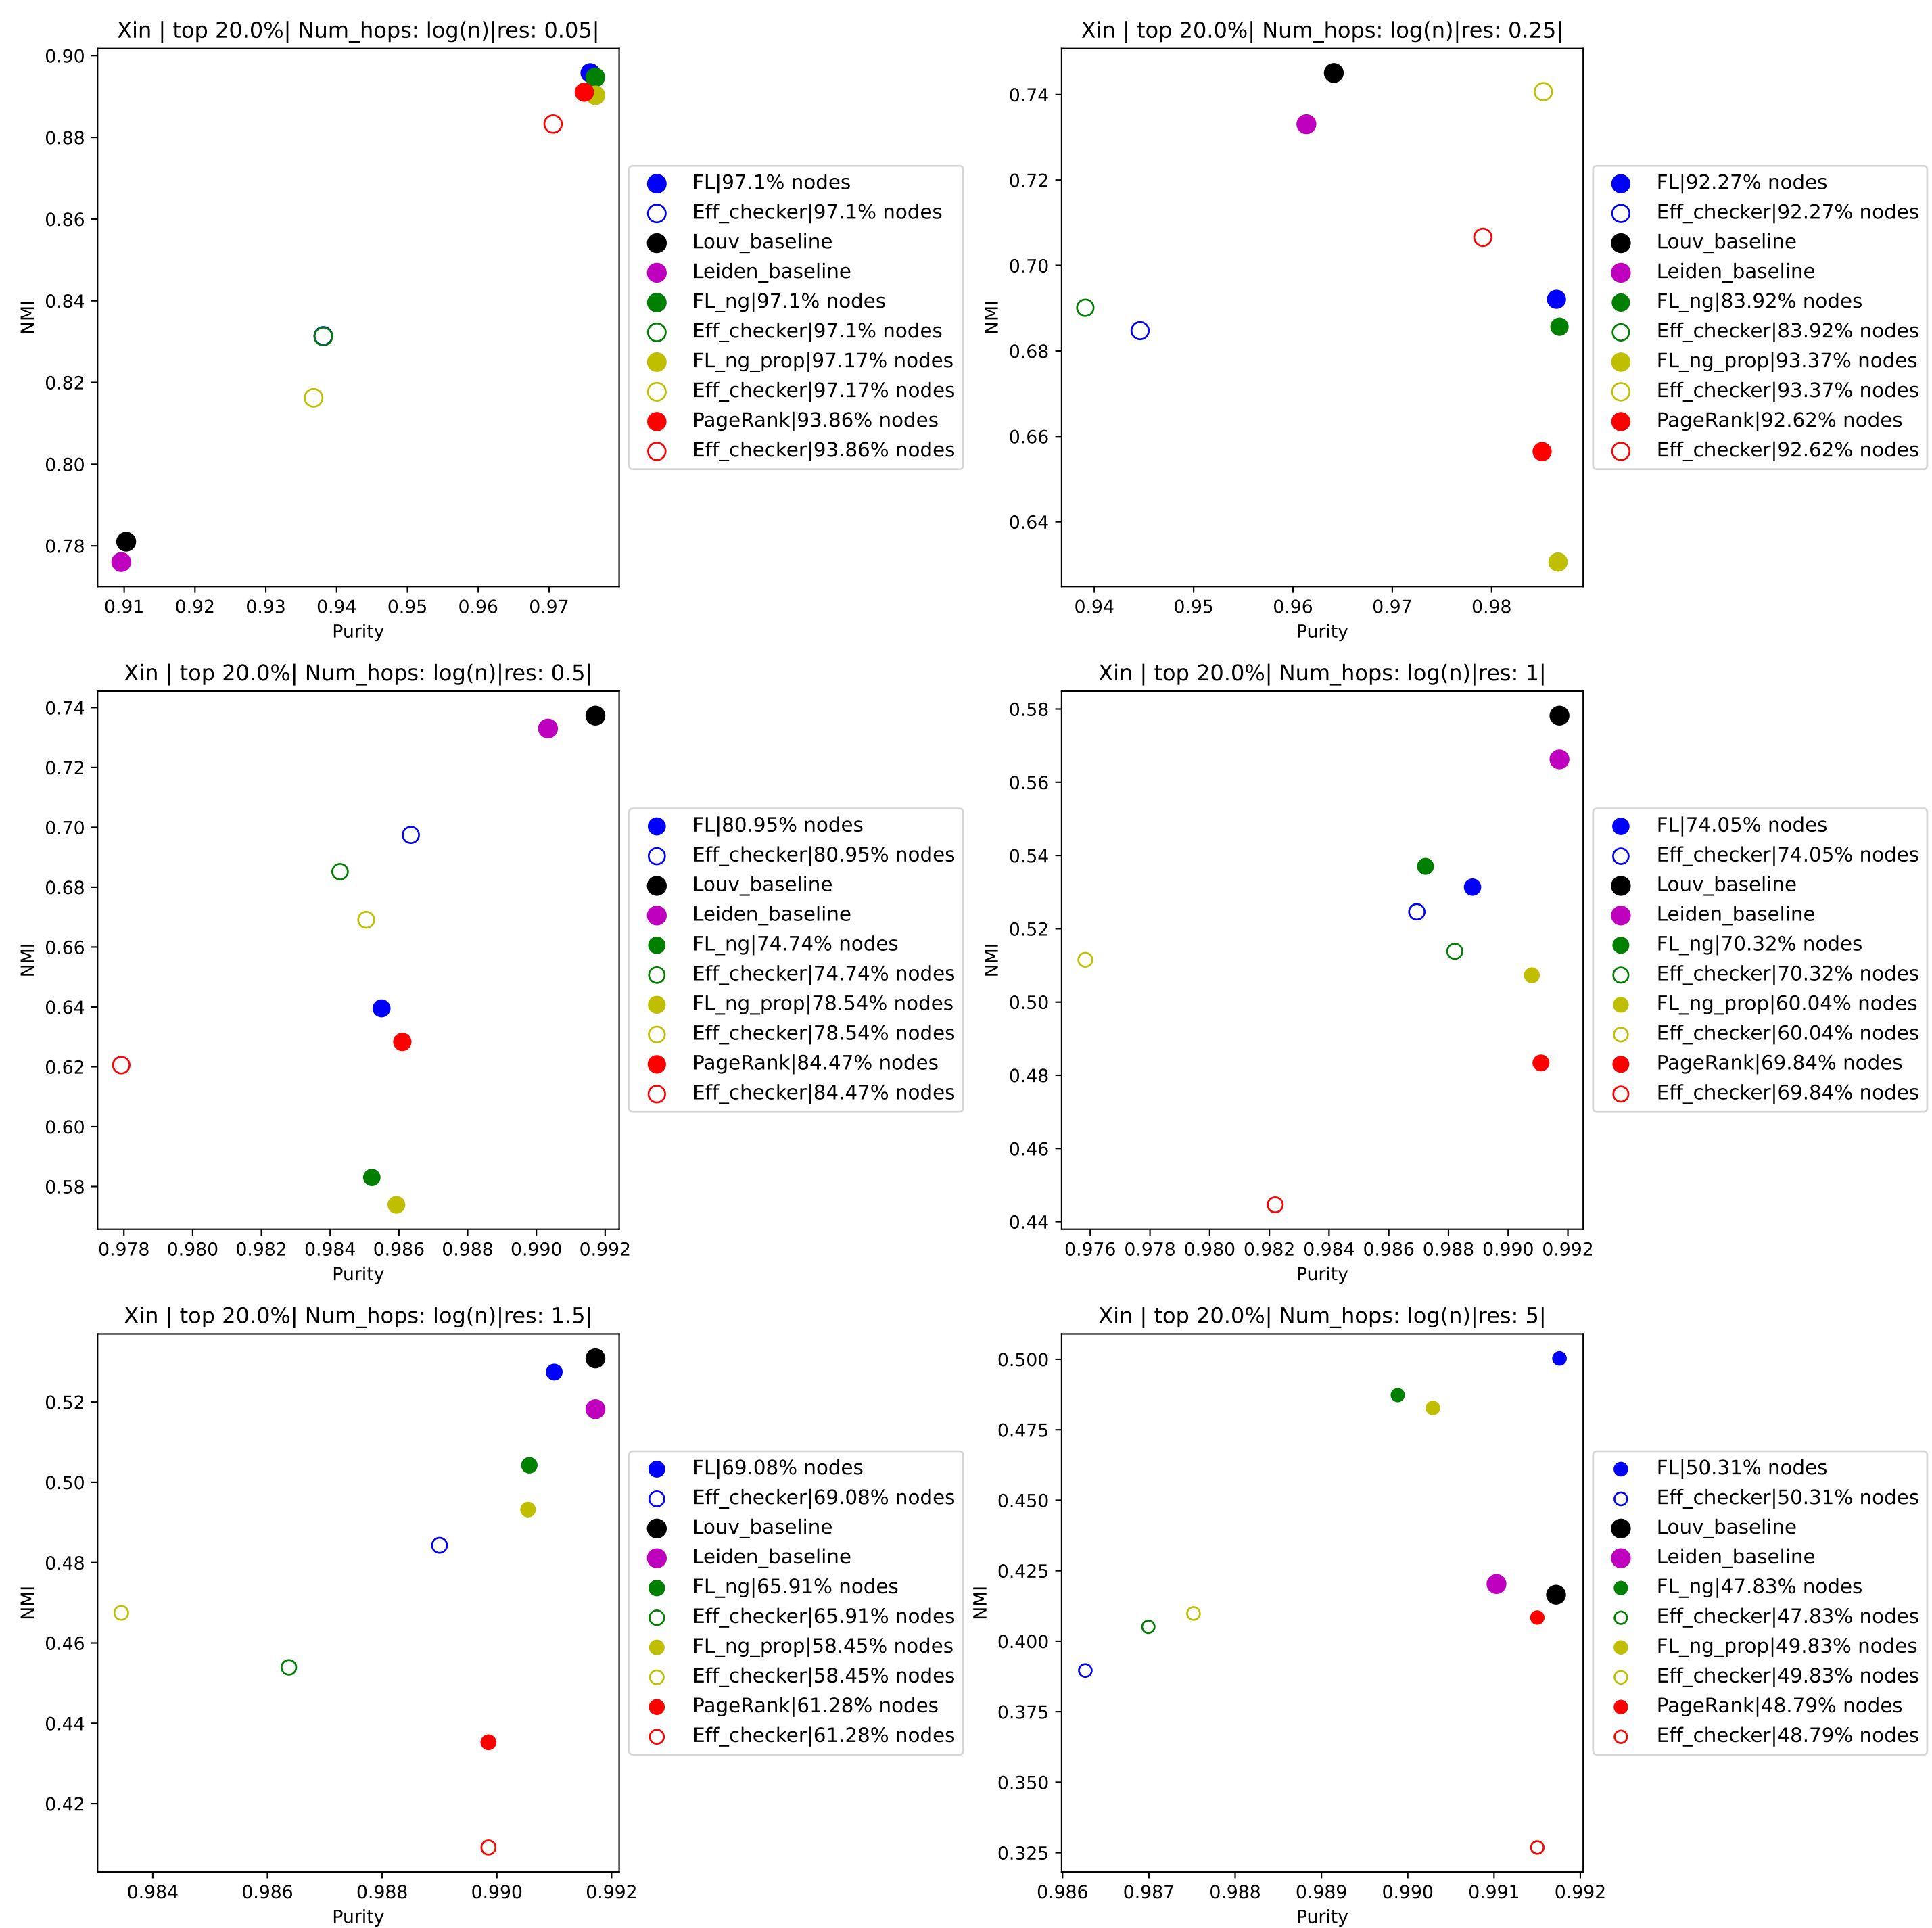 Xin | top 20.0%| Num_hops: log(n)|res: 0.05|
NMI
0.90
0.88
0.86
0.84
0.82
0.80
0.78
0.91 0.92 0.93 0.94 0.95 0.96 0.97
Purity
FL|97.1% nodes
Eff_checker|97.1% nodes
Louv_baseline
Leiden_baseline
FL_ng|97.1% nodes
Eff_checker|97.1% nodes
FL_ng_prop|97.17% nodes
Eff_checker|97.17% nodes
PageRank|93.86% nodes
Eff_checker|93.86% nodes
Xin | top 20.0%| Num_hops: log(n)|res: 0.25|
NMI
0.74
0.72
0.70
0.68
0.66
0.64
0.94 0.95 0.96 0.97 0.98
Purity
FL|92.27% nodes
Eff_checker|92.27% nodes
Louv_baseline
Leiden_baseline
FL_ng|83.92% nodes
Eff_checker|83.92% nodes
FL_ng_prop|93.37% nodes
Eff_checker|93.37% nodes
PageRank|92.62% nodes
Eff_checker|92.62% nodes
Xin | top 20.0%| Num_hops: log(n)|res: 0.5|
NMI
0.74
0.72
0.70
0.68
0.66
0.64
0.62
0.60
0.58
0.978 0.980 0.982 0.984 0.986 0.988 0.990 0.992
Purity
FL|80.95% nodes
Eff_checker|80.95% nodes
Louv_baseline
Leiden_baseline
FL_ng|74.74% nodes
Eff_checker|74.74% nodes
FL_ng_prop|78.54% nodes
Eff_checker|78.54% nodes
PageRank|84.47% nodes
Eff_checker|84.47% nodes
Xin | top 20.0%| Num_hops: log(n)|res: 1|
NMI
0.58
0.56
0.54
0.52
0.50
0.48
0.46
0.44
0.976 0.978 0.980 0.982 0.984 0.986 0.988 0.990 0.992
Purity
FL|74.05% nodes
Eff_checker|74.05% nodes
Louv_baseline
Leiden_baseline
FL_ng|70.32% nodes
Eff_checker|70.32% nodes
FL_ng_prop|60.04% nodes
Eff_checker|60.04% nodes
PageRank|69.84% nodes
Eff_checker|69.84% nodes
Xin | top 20.0%| Num_hops: log(n)|res: 1.5|
NMI
0.52
0.50
0.48
0.46
0.44
0.42
0.984 0.986 0.988 0.990 0.992
Purity
FL|69.08% nodes
Eff_checker|69.08% nodes
Louv_baseline
Leiden_baseline
FL_ng|65.91% nodes
Eff_checker|65.91% nodes
FL_ng_prop|58.45% nodes
Eff_checker|58.45% nodes
PageRank|61.28% nodes
Eff_checker|61.28% nodes
Xin | top 20.0%| Num_hops: log(n)|res: 5|
NMI
0.500
0.475
0.450
0.425
0.400
0.375
0.350
0.325
0.986 0.987 0.988 0.989 0.990 0.991 0.992
Purity
FL|50.31% nodes
Eff_checker|50.31% nodes
Louv_baseline
Leiden_baseline
FL_ng|47.83% nodes
Eff_checker|47.83% nodes
FL_ng_prop|49.83% nodes
Eff_checker|49.83% nodes
PageRank|48.79% nodes
Eff_checker|48.79% nodes